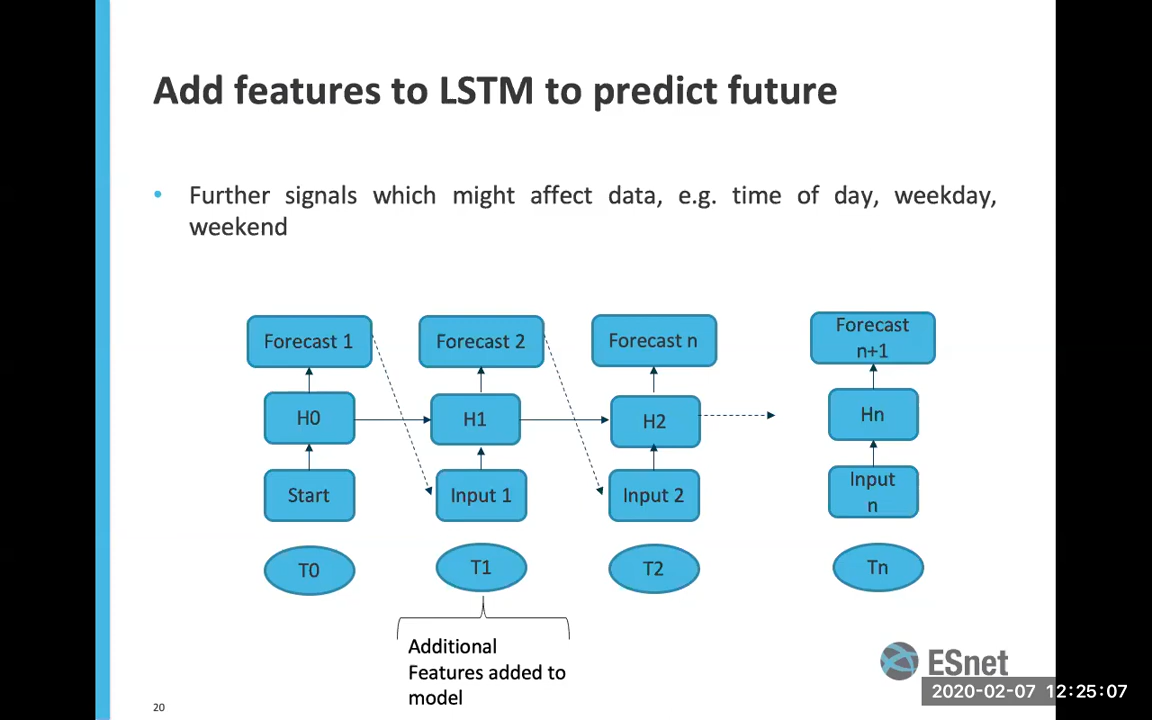 Add features to LSTM to predict future
• Further signals which might affect data, e.g. time of day, weekday,
weekend
Forecast 1
Forecast 2
Forecast n
Forecast
n+1
H0
H1
H2
Hn
Start
Input 1
Input 2
Input
n
T0
T1
T2
Tn
Additional
Features added to
model
ESnet
2020-02-07 12:25:07
20